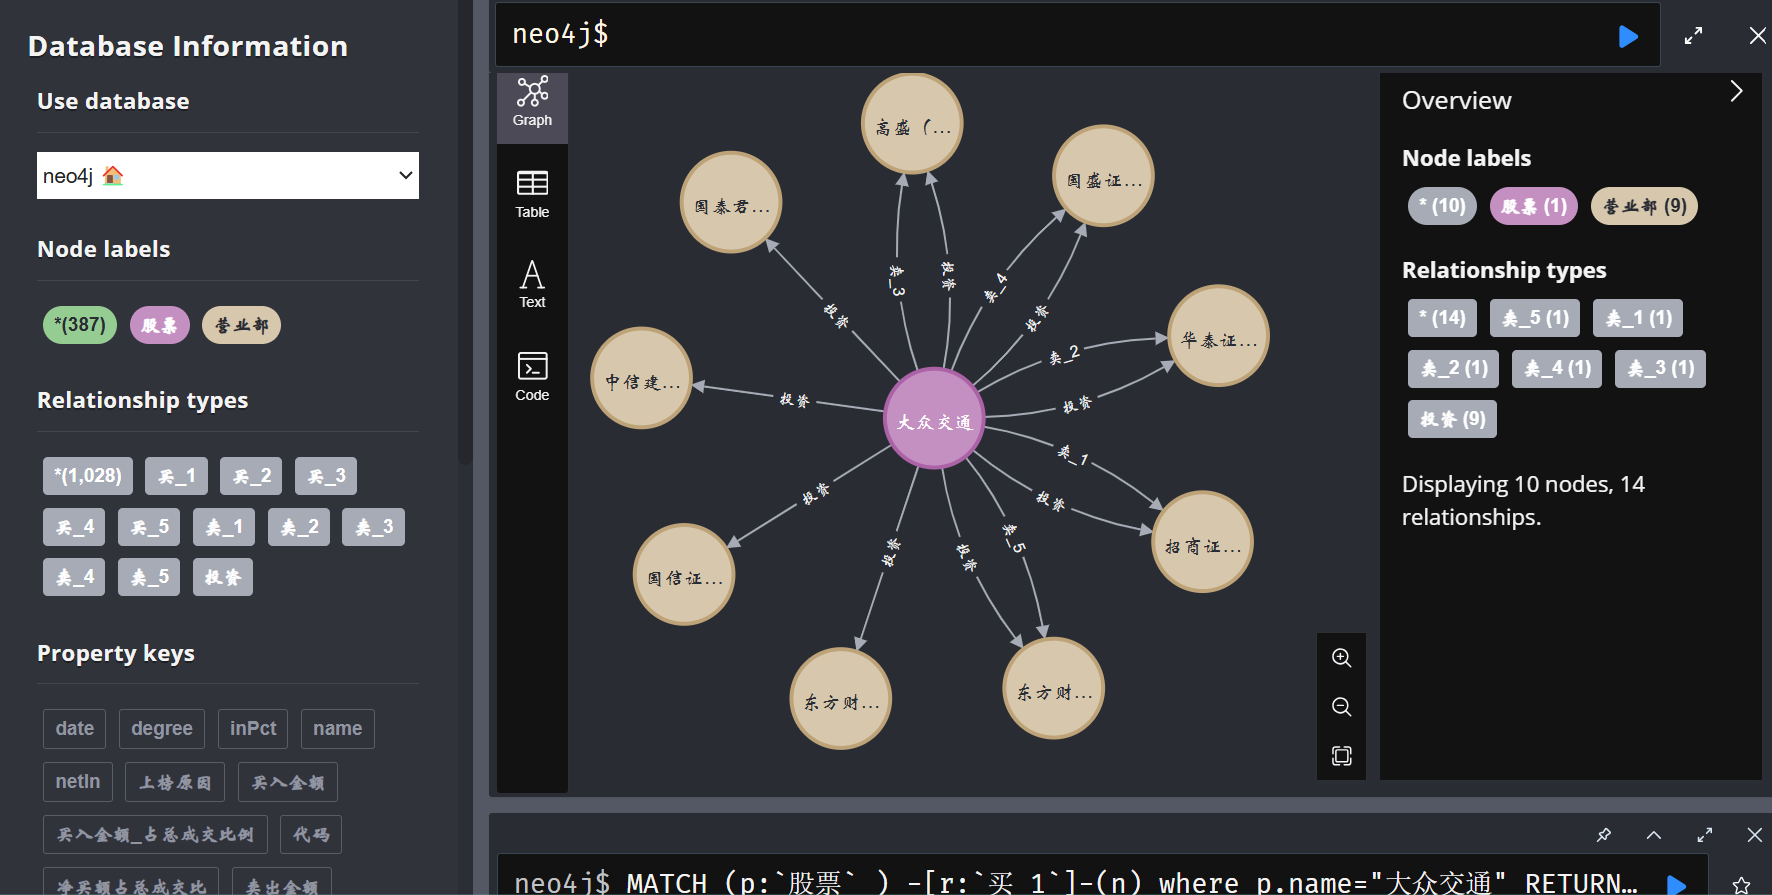 Database Information
Use database
neo4j
Node labels
*(387) 股票 营业部
Relationship types
*(1,028) 买_1 买_2 买_3
买_4 买_5 卖_1 卖_2 卖_3
卖_4 卖_5 投资
Property keys
date degree inPct name
netIn 上榜原因 买入金额
买入金额_占总成交比例 代码
净买额占总成交比 卖出金额
neo4j$
Graph
Table
Text
Code
高盛（...
国盛证...
国泰君...
华泰证...
中信建...
大众交通
招商证...
国信证...
东方财...
东方财...
卖_3
投资
卖_4
投资
投资
卖_2
投资
投资
卖_1
投资
投资
卖_5
投资
投资
Overview
Node labels
* (10) 股票 (1) 营业部 (9)
Relationship types
* (14) 卖_5 (1) 卖_1 (1)
卖_2 (1) 卖_4 (1) 卖_3 (1)
投资 (9)
Displaying 10 nodes, 14
relationships.
neo4j$ MATCH (p:`股票` ) -[r:`买_1`]-(n) where p.name="大众交通" RETURN…